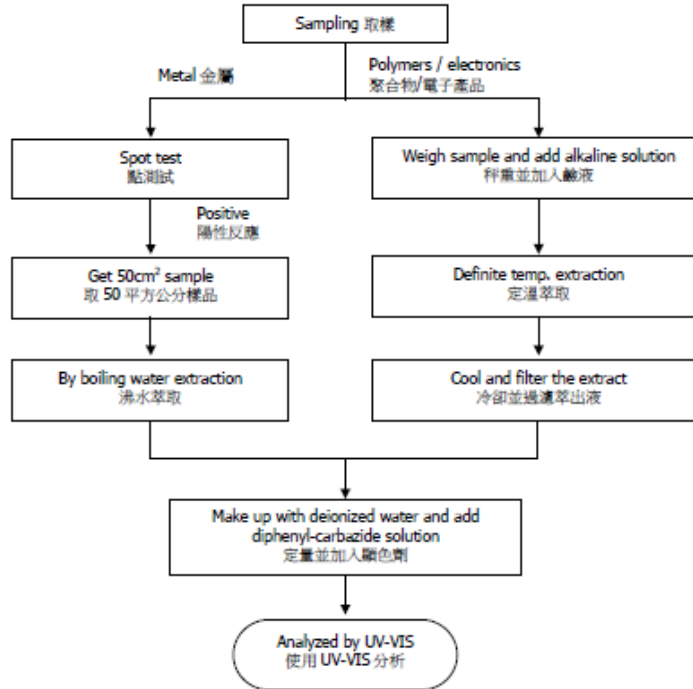 Sampling 取樣
Metal 金屬
Polymers / electronics
聚合物/電子產品
Spot test
點測試
Weigh sample and add alkaline solution
秤重並加入鹼液
Positive
陽性反應
Get 50cm² sample
取 50 平方公分樣品
Definite temp. extraction
定溫萃取
By boiling water extraction
沸水萃取
Cool and filter the extract
冷卻並過濾萃出液
Make up with deionized water and add
diphenyl-carbazide solution
定量並加入顯色劑
Analyzed by UV-VIS
使用 UV-VIS 分析